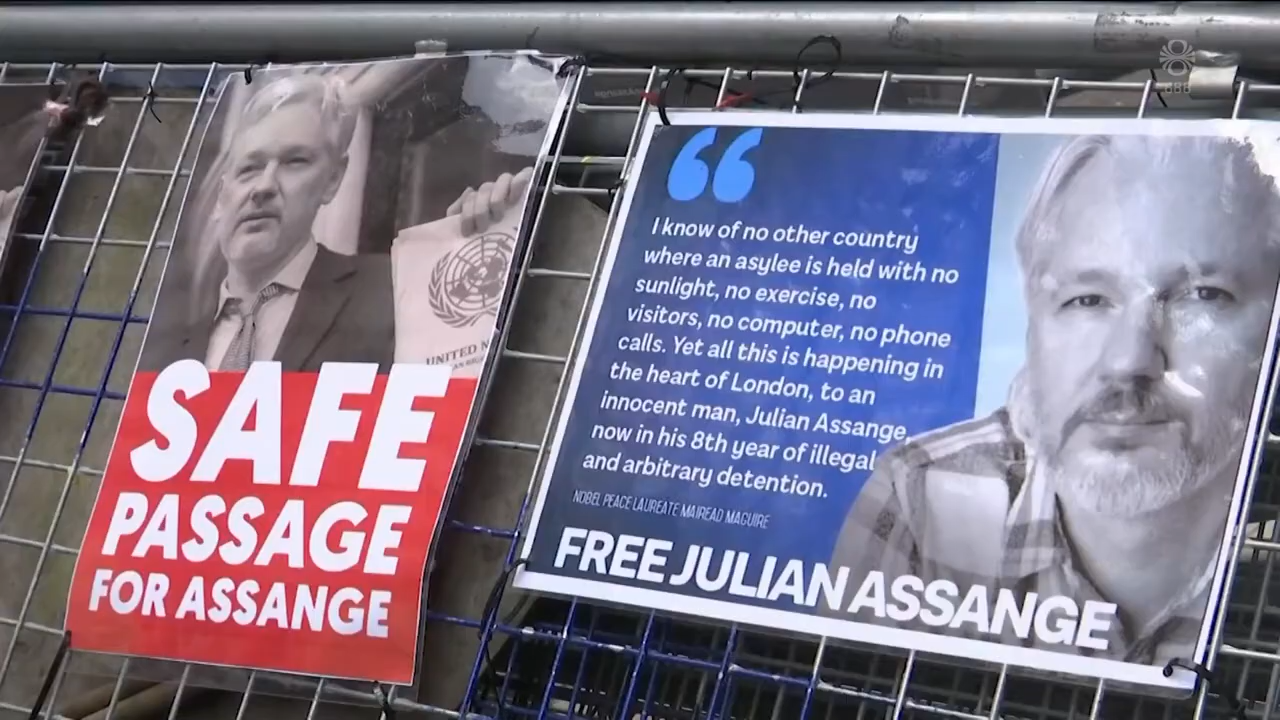 SAFE
PASSAGE
FOR ASSANGE
UNITED N
“
I know of no other country
where an asylee is held with no
sunlight, no exercise, no
visitors, no computer, no phone
calls. Yet all this is happening in
the heart of London, to an
innocent man, Julian Assange,
now in his 8th year of illegal
and arbitrary detention.
NOBEL PEACE LAUREATE MAIREAD MAGUIRE
FREE JULIAN ASSANGE